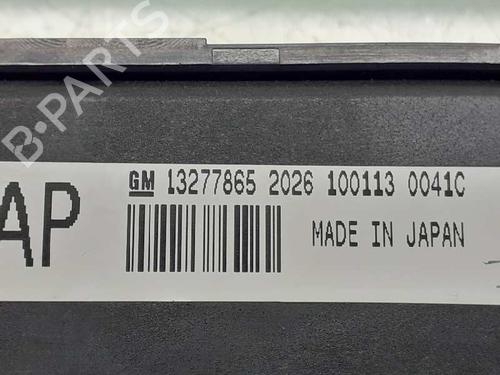 B-PARTS
GM 13277865 2026 100113 0041C
AP
MADE IN JAPAN